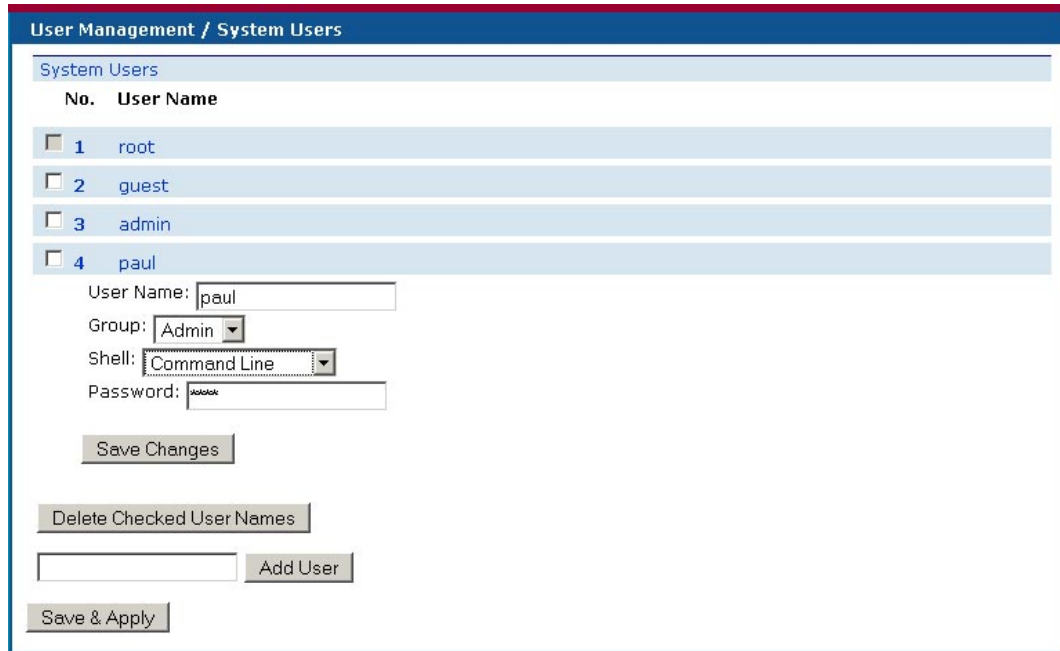 User Management / System Users
System Users
No. User Name
1 root
2 guest
3 admin
4 paul
User Name: paul
Group: Admin
Shell: Command Line
Password: ****
Save Changes
Delete Checked User Names
Add User
Save & Apply